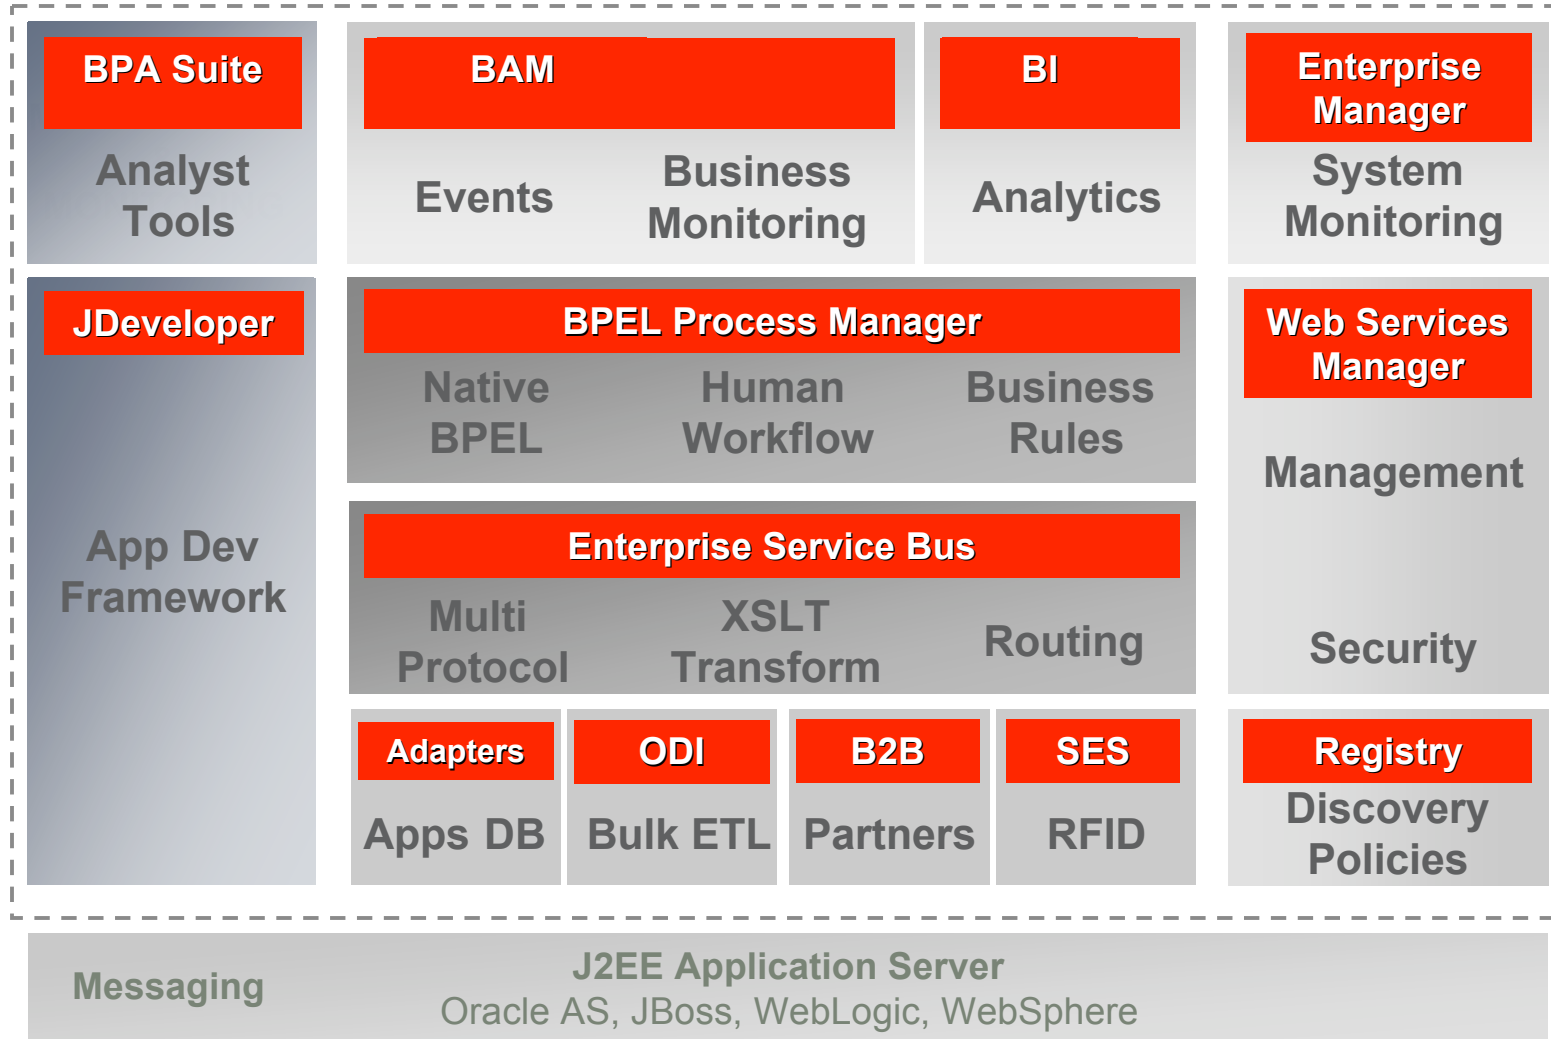 BPA Suite
Analyst
Tools
BAM
Events
Business
Monitoring
BI
Analytics
Enterprise
Manager
System
Monitoring
JDeveloper
App Dev
Framework
BPEL Process Manager
Native
BPEL
Human
Workflow
Business
Rules
Web Services
Manager
Management
Security
Enterprise Service Bus
Multi
Protocol
XSLT
Transform
Routing
Adapters
Apps DB
ODI
Bulk ETL
B2B
Partners
SES
RFID
Registry
Discovery
Policies
Messaging
J2EE Application Server
Oracle AS, JBoss, WebLogic, WebSphere